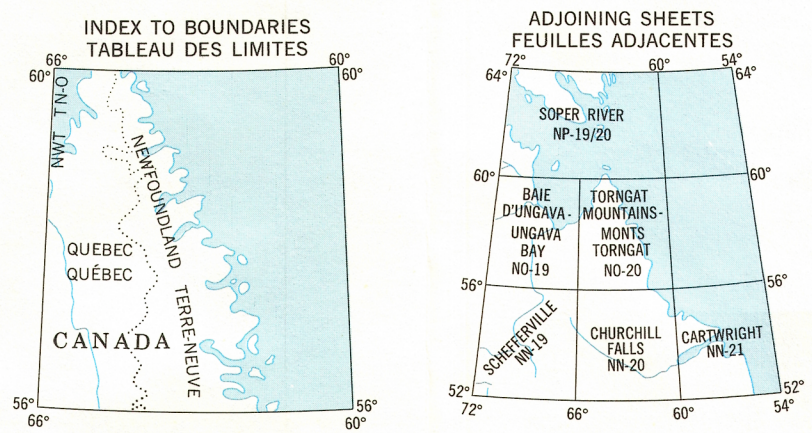 INDEX TO BOUNDARIES
TABLEAU DES LIMITES
66°
60°
60°
60°
NWT TN-O
NEWFOUNDLAND TERRE-NEUVE
QUEBEC
QUÉBEC
CANADA
56°
66°
56°
60°
ADJOINING SHEETS
FEUILLES ADJACENTES
72°
60°
54°
64°
64°
SOPER RIVER
NP-19/20
60°
60°
BAIE
D'UNGAVA-
UNGAVA
BAY
NO-19
TORNGAT
MOUNTAINS-
MONTS
TORNGAT
NO-20
56°
56°
SCHEFFERVILLE
NN-19
CHURCHILL
FALLS
NN-20
CARTWRIGHT
NN-21
52°
52°
72°
66°
60°
54°